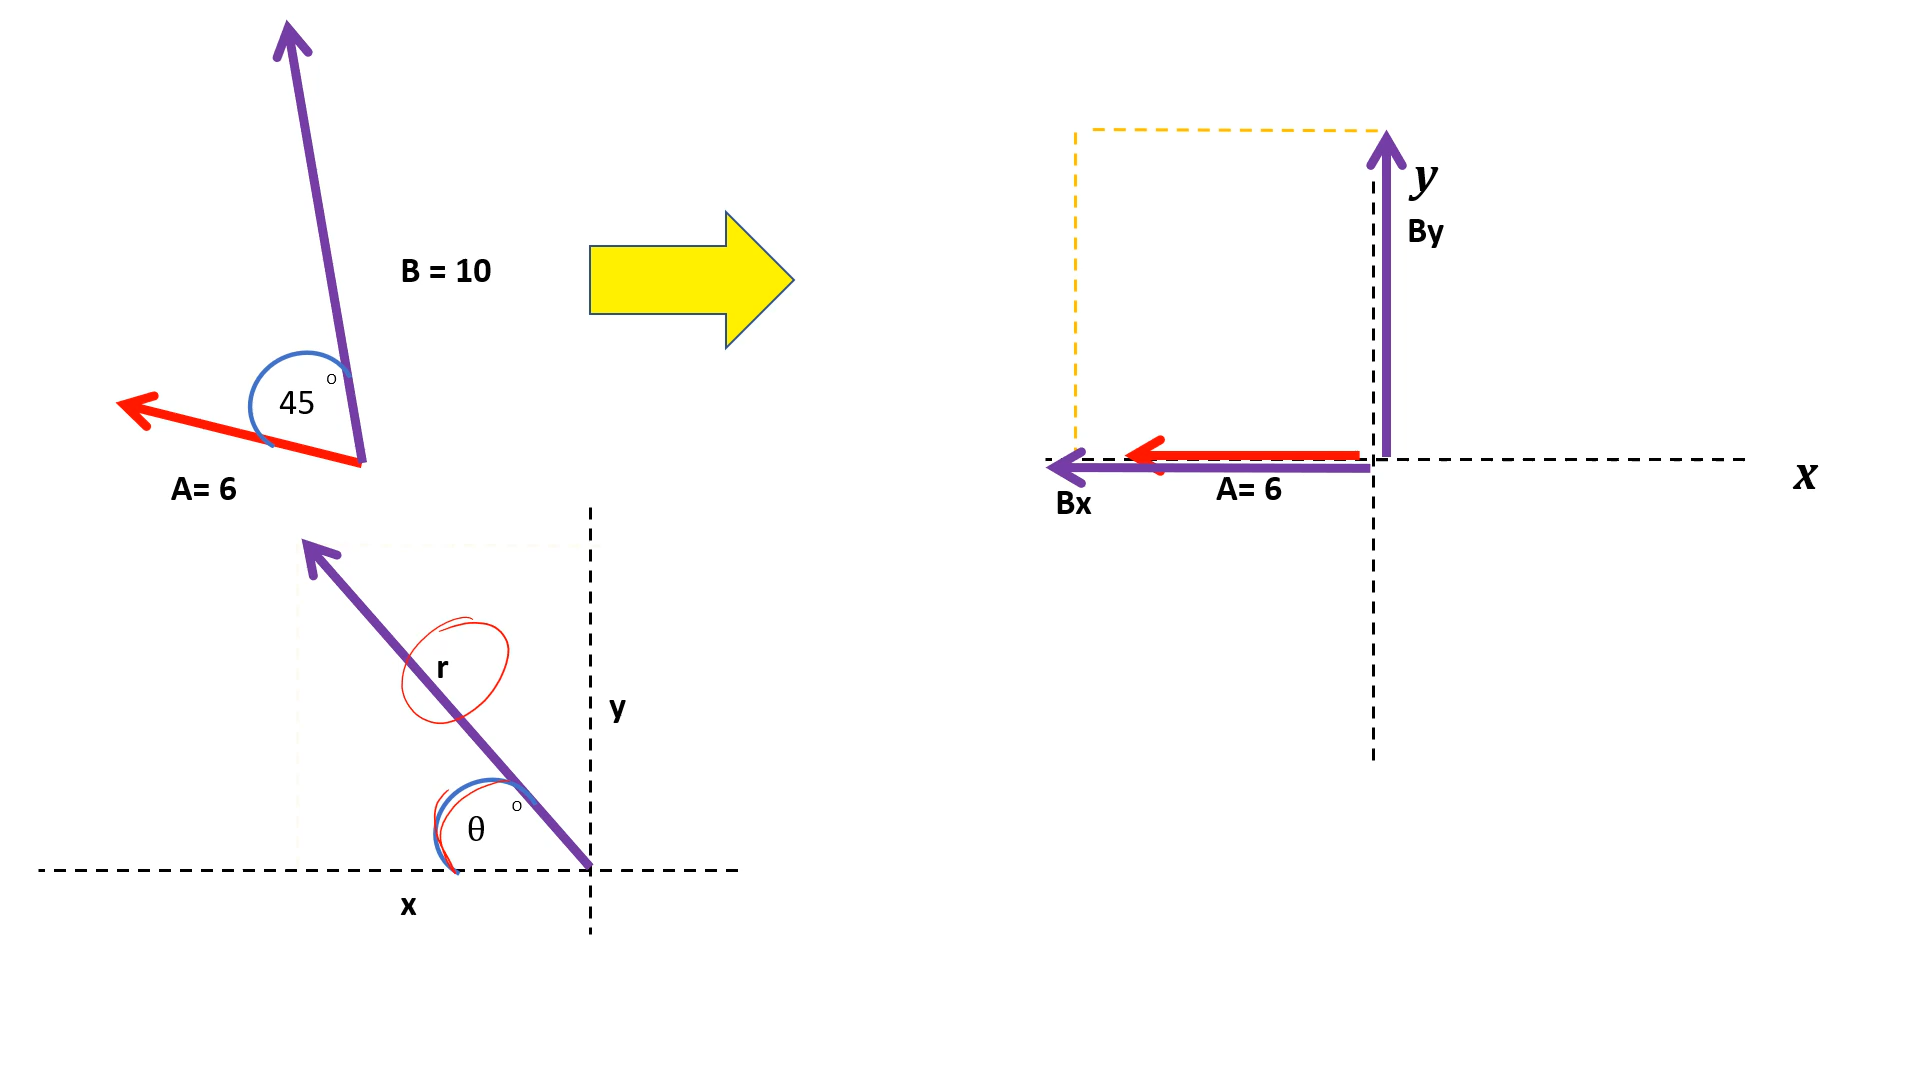 B = 10
45
O
A= 6
y
By
x
A= 6
Bx
r
y
O
θ
x